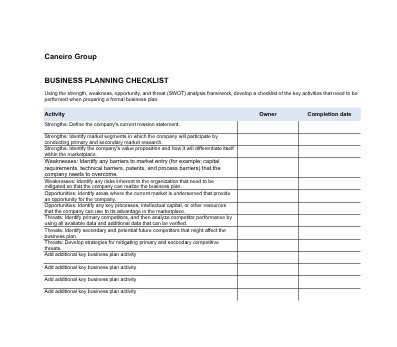 Caneiro Group
BUSINESS PLANNING CHECKLIST
Using the strength, weakness, opportunity, and threat (SWOT) analysis framework, develop a checklist of the key activities that need to be
performed when preparing a formal business plan.
Activity Owner Completion date
Strengths: Define the company's current mission statement.
Strengths: Identify market segments in which the company will participate by
conducting primary and secondary market research.
Strengths: Identify the company's value proposition and how it will differentiate itself
within the marketplace.
Weaknesses: Identify any barriers to market entry (for example: capital
requirements, technical barriers, patents, and process barriers) that the
company needs to overcome.
Weaknesses: Identify any risks inherent to the organization that need to be
mitigated so that the company can realize the business plan.
Opportunities: Identify areas where the current market is underserved that provide
an opportunity for the company.
Opportunities: Identify any key processes, intellectual capital, or other resources
that the company can use to its advantage in the marketplace.
Threats: Identify primary competitors, and then analyze competitor performance by
using all available data and additional data that can be verified.
Threats: Identify secondary and potential future competitors that might affect the
business plan.
Threats: Develop strategies for mitigating primary and secondary competitive
threats.
Add additional key business plan activity
Add additional key business plan activity
Add additional key business plan activity
Add additional key business plan activity